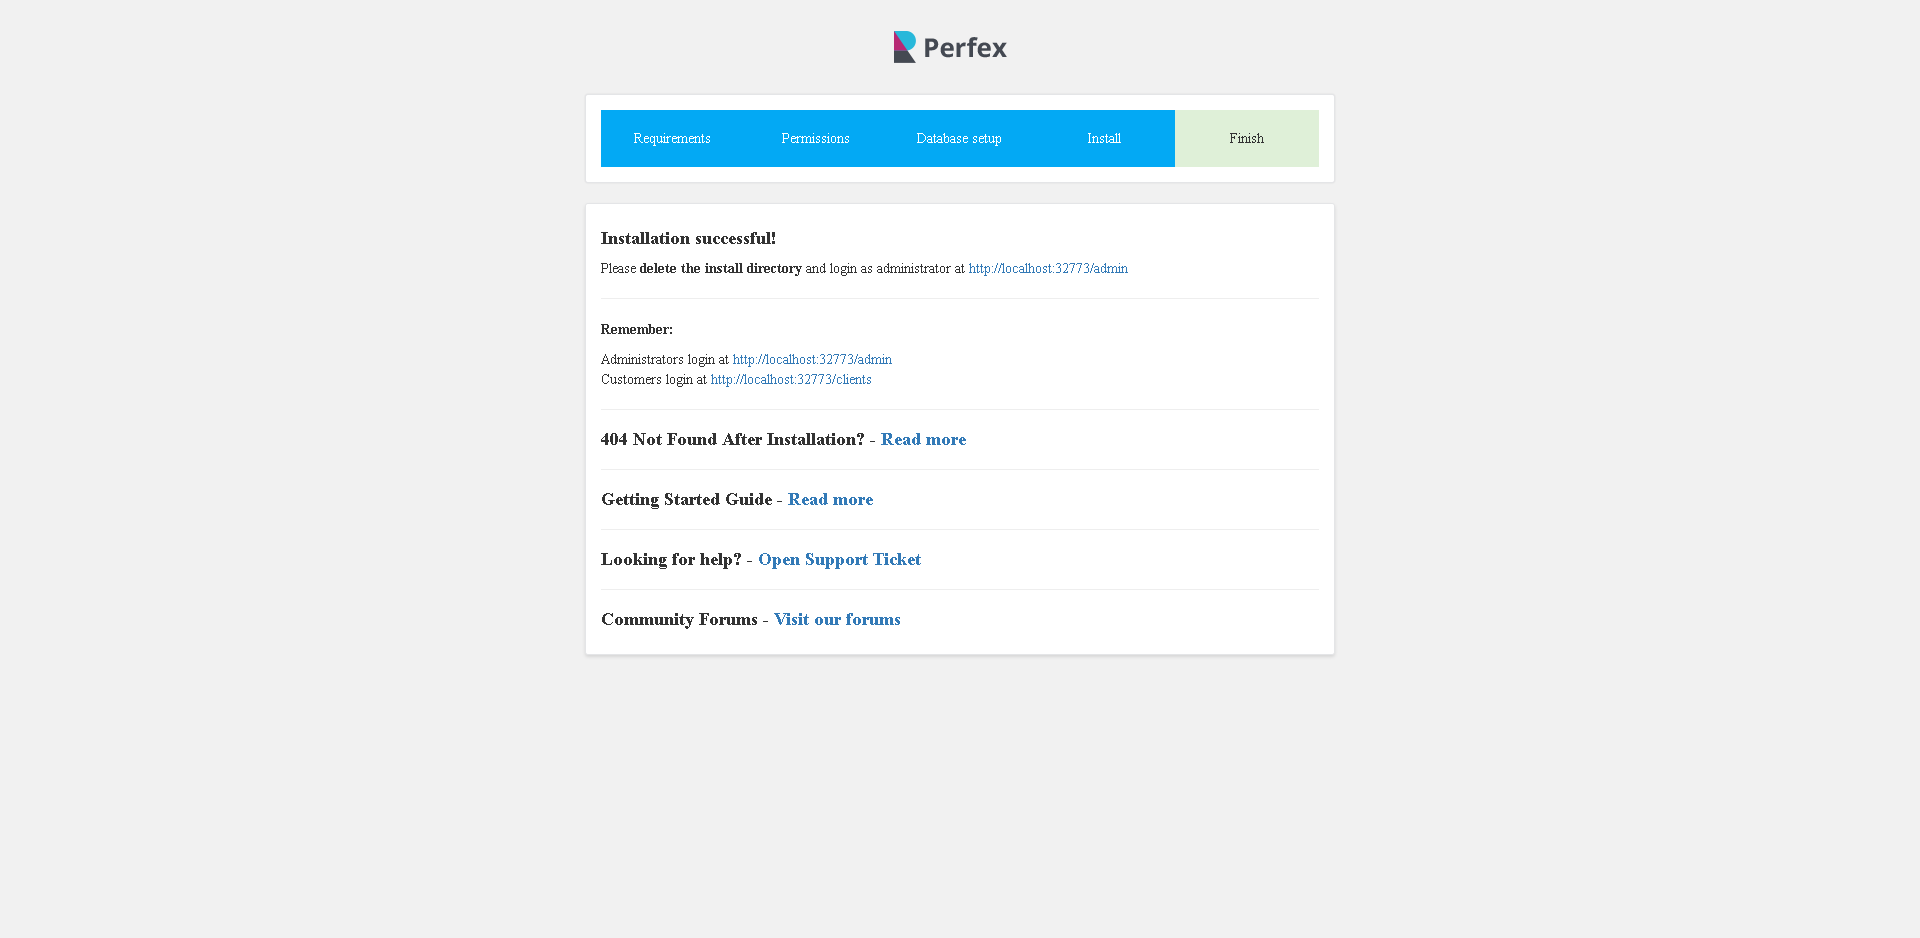 Perfex
Requirements Permissions Database setup Install Finish
Installation successful!
Please delete the install directory and login as administrator at http://localhost:32773/admin
Remember:
Administrators login at http://localhost:32773/admin
Customers login at http://localhost:32773/clients
404 Not Found After Installation? - Read more
Getting Started Guide - Read more
Looking for help? - Open Support Ticket
Community Forums - Visit our forums